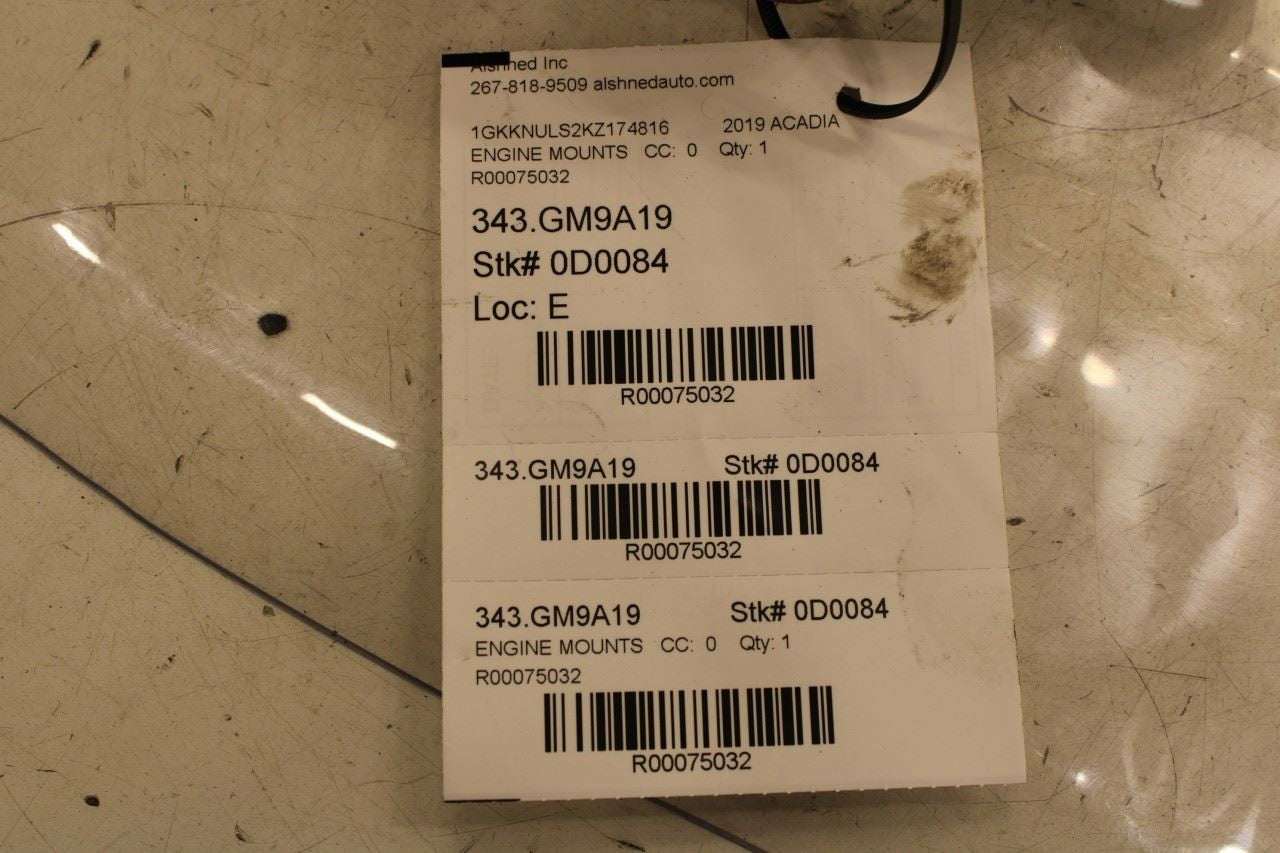 Alshned Inc
267-818-9509 alshnedauto.com
1GKKNULS2KZ174816 2019 ACADIA
ENGINE MOUNTS CC: 0 Qty: 1
R00075032
343.GM9A19
Stk# 0D0084
Loc: E
R00075032
343.GM9A19 Stk# 0D0084
R00075032
343.GM9A19 Stk# 0D0084
ENGINE MOUNTS CC: 0 Qty: 1
R00075032
R00075032